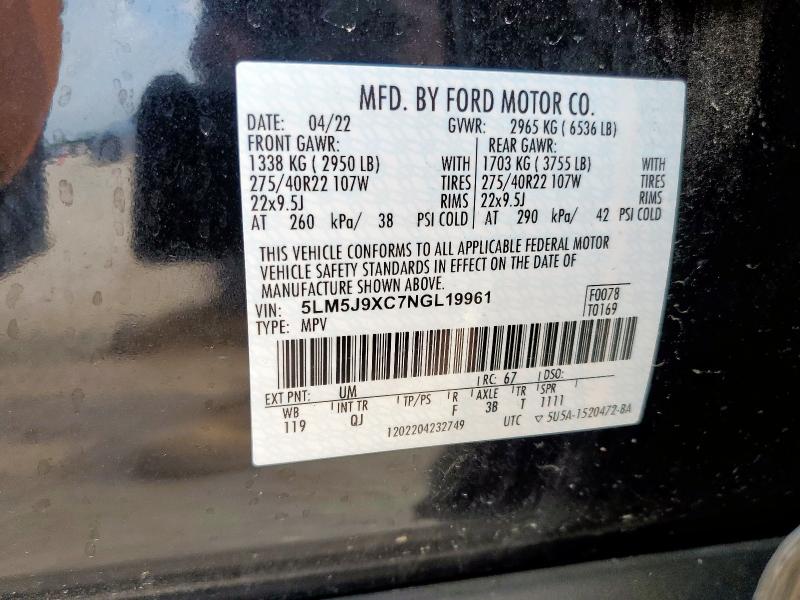 MFD. BY FORD MOTOR CO.
DATE: 04/22 GVWR: 2965 KG ( 6536 LB)
FRONT GAWR: REAR GAWR:
1338 KG ( 2950 LB) WITH 1703 KG ( 3755 LB) WITH
275/40R22 107W TIRES 275/40R22 107W TIRES
22x9.5J RIMS 22x9.5J RIMS
AT 260 kPa/ 38 PSI COLD AT 290 kPa/ 42 PSI COLD
THIS VEHICLE CONFORMS TO ALL APPLICABLE FEDERAL MOTOR
VEHICLE SAFETY STANDARDS IN EFFECT ON THE DATE OF
MANUFACTURE SHOWN ABOVE.
VIN: 5LM5J9XC7NGL19961 F0078
TYPE: MPV T0169
EXT PNT: UM RC: 67 DSO:
WB INT TR TP/PS R AXLE TR SPR
119 QJ F 3B T 1111
1202204232749 UTC ▽ 5U5A-1520472-BA